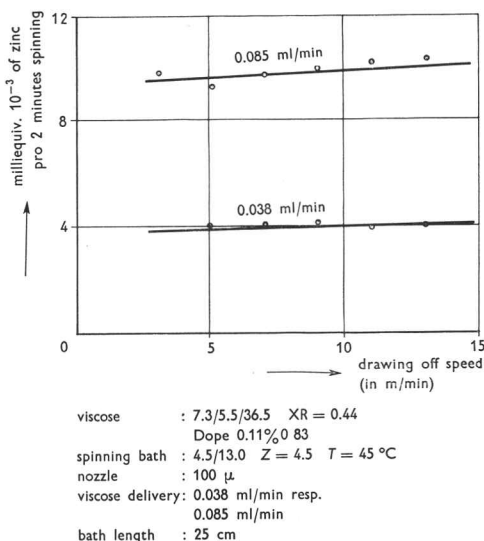 12
8
4
0
5
10
15
milliequiv. 10⁻³ of zinc
pro 2 minutes spinning
0.085 ml/min
0.038 ml/min
drawing off speed
(in m/min)
viscose : 7.3/5.5/36.5 XR = 0.44
Dope 0.11%0 83
spinning bath : 4.5/13.0 Z = 4.5 T = 45 °C
nozzle : 100 μ
viscose delivery: 0.038 ml/min resp.
0.085 ml/min
bath length : 25 cm